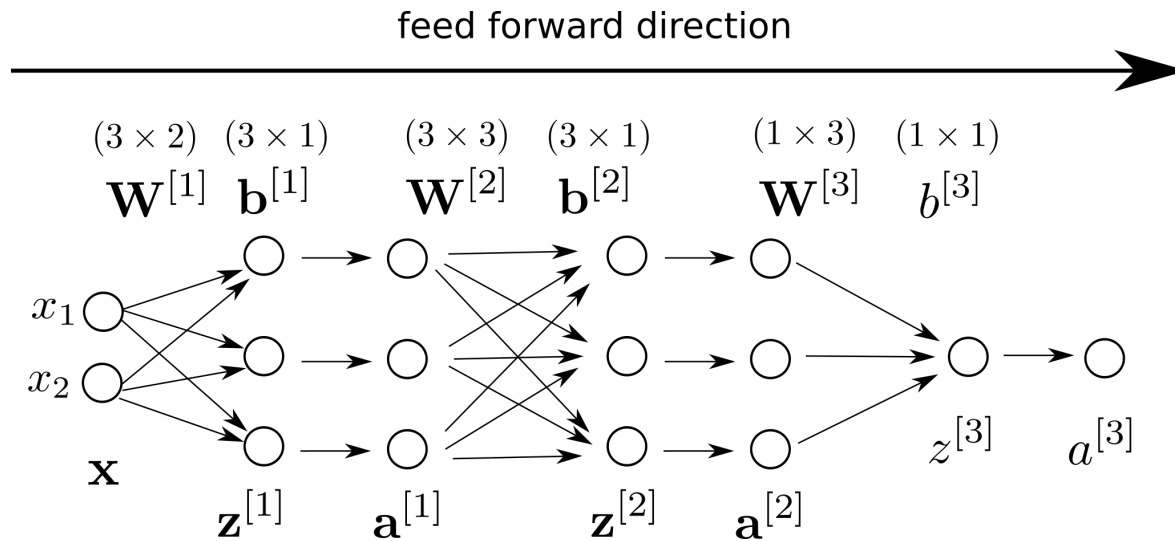 feed forward direction
(3 × 2) (3 × 1) (3 × 3) (3 × 1) (1 × 3) (1 × 1)
W[1] b[1] W[2] b[2] W[3] b[3]
x1
x2
x
z[1] a[1] z[2] a[2] z[3] a[3]